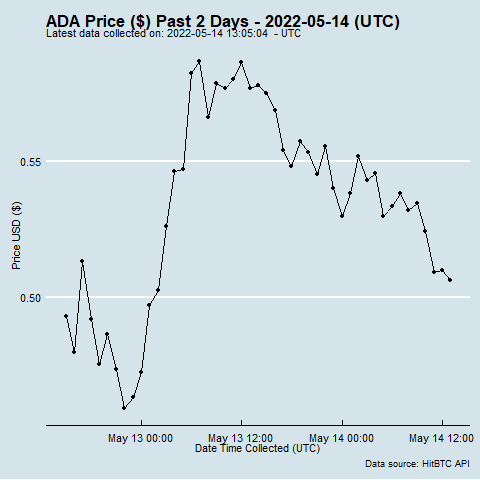 ADA Price ($) Past 2 Days - 2022-05-14 (UTC)
Latest data collected on: 2022-05-14 13:05:04  - UTC
0.55
Price USD ($)
0.50
May 13 00:00 May 13 12:00 May 14 00:00 May 14 12:00
Date Time Collected (UTC)
Data source: HitBTC API